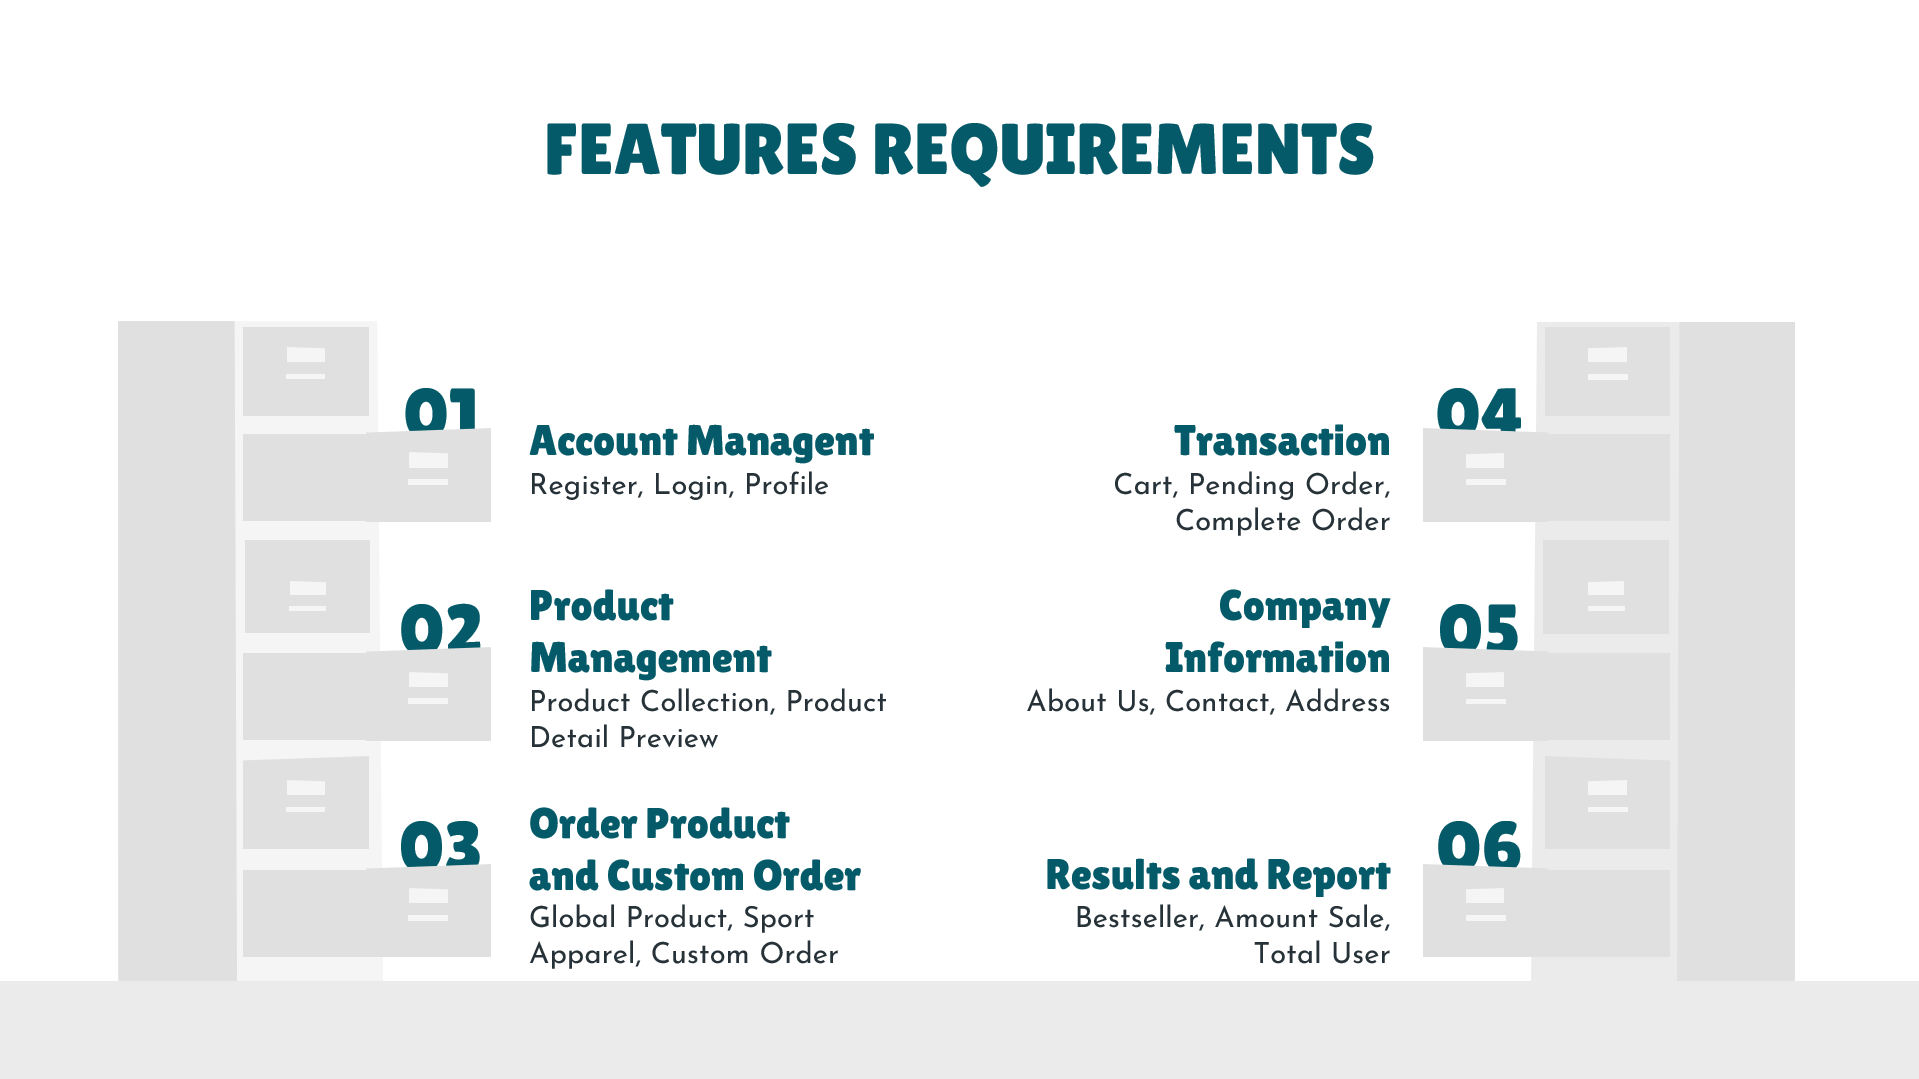 FEATURES REQUIREMENTS
01
Account Managent
Register, Login, Profile
02
Product
Management
Product Collection, Product
Detail Preview
03
Order Product
and Custom Order
Global Product, Sport
Apparel, Custom Order
04
Transaction
Cart, Pending Order,
Complete Order
05
Company
Information
About Us, Contact, Address
06
Results and Report
Bestseller, Amount Sale,
Total User